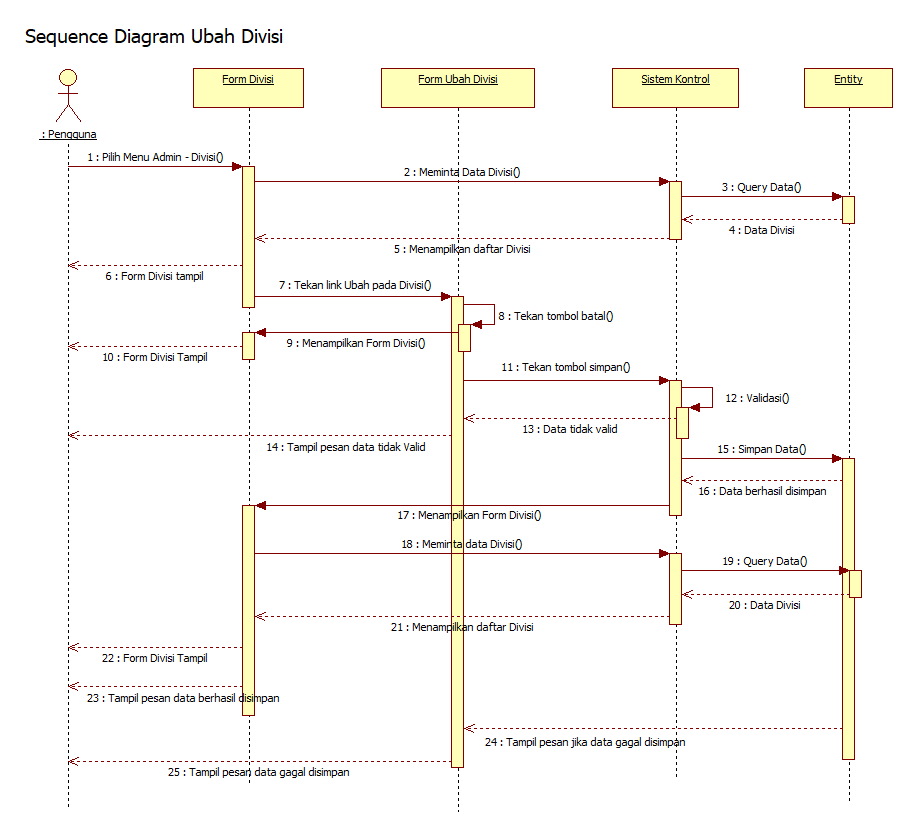 Sequence Diagram Ubah Divisi
Form Divisi
Form Ubah Divisi
Sistem Kontrol
Entity
: Pengguna
1 : Pilih Menu Admin - Divisi()
2 : Meminta Data Divisi()
3 : Query Data()
4 : Data Divisi
5 : Menampilkan daftar Divisi
6 : Form Divisi tampil
7 : Tekan link Ubah pada Divisi()
8 : Tekan tombol batal()
9 : Menampilkan Form Divisi()
10 : Form Divisi Tampil
11 : Tekan tombol simpan()
12 : Validasi()
13 : Data tidak valid
14 : Tampil pesan data tidak Valid
15 : Simpan Data()
16 : Data berhasil disimpan
17 : Menampilkan Form Divisi()
18 : Meminta data Divisi()
19 : Query Data()
20 : Data Divisi
21 : Menampilkan daftar Divisi
22 : Form Divisi Tampil
23 : Tampil pesan data berhasil disimpan
24 : Tampil pesan jika data gagal disimpan
25 : Tampil pesan data gagal disimpan